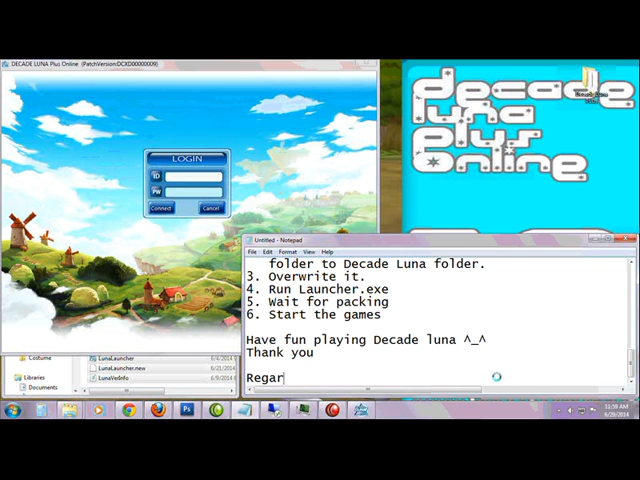 DECADE LUNA Plus Online (PatchVersion:DCXD00000009)
LOGIN
ID
PW
Connect
Cancel
decade
luna
plus
online
Untitled - Notepad
File Edit Format View Help
folder to Decade Luna folder.
3. Overwrite it.
4. Run Launcher.exe
5. Wait for packing
6. Start the games
Have fun playing Decade luna ^_^
Thank you
Regar
Costume
Libraries
Documents
LunaLauncher 6/4/2014
LunaLauncher.new 6/21/2014
LunaVerInfo 6/9/2014
11:59 AM
6/29/2014